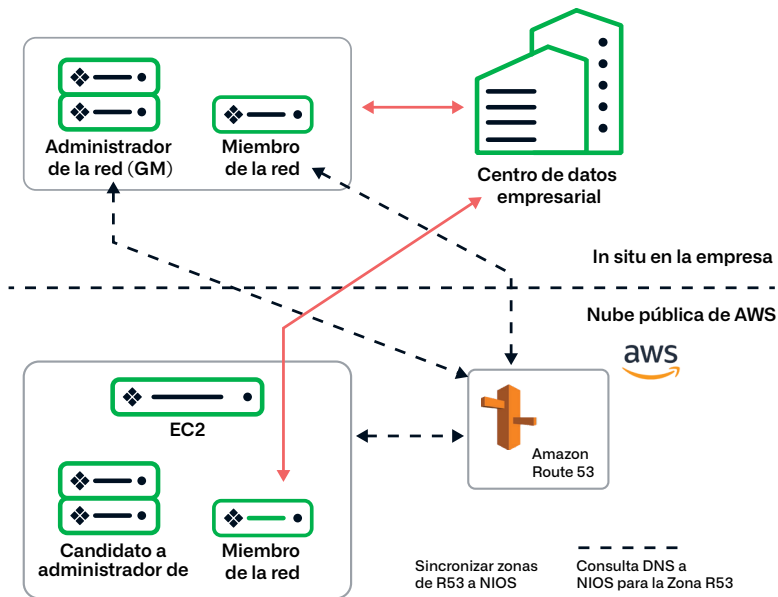 Administrador
de la red (GM)
Miembro
de la red
Centro de datos
empresarial
In situ en la empresa
Nube pública de AWS
aws
EC2
Amazon
Route 53
Candidato a
administrador de
Miembro
de la red
Sincronizar zonas
de R53 a NIOS
Consulta DNS a
NIOS para la Zona R53